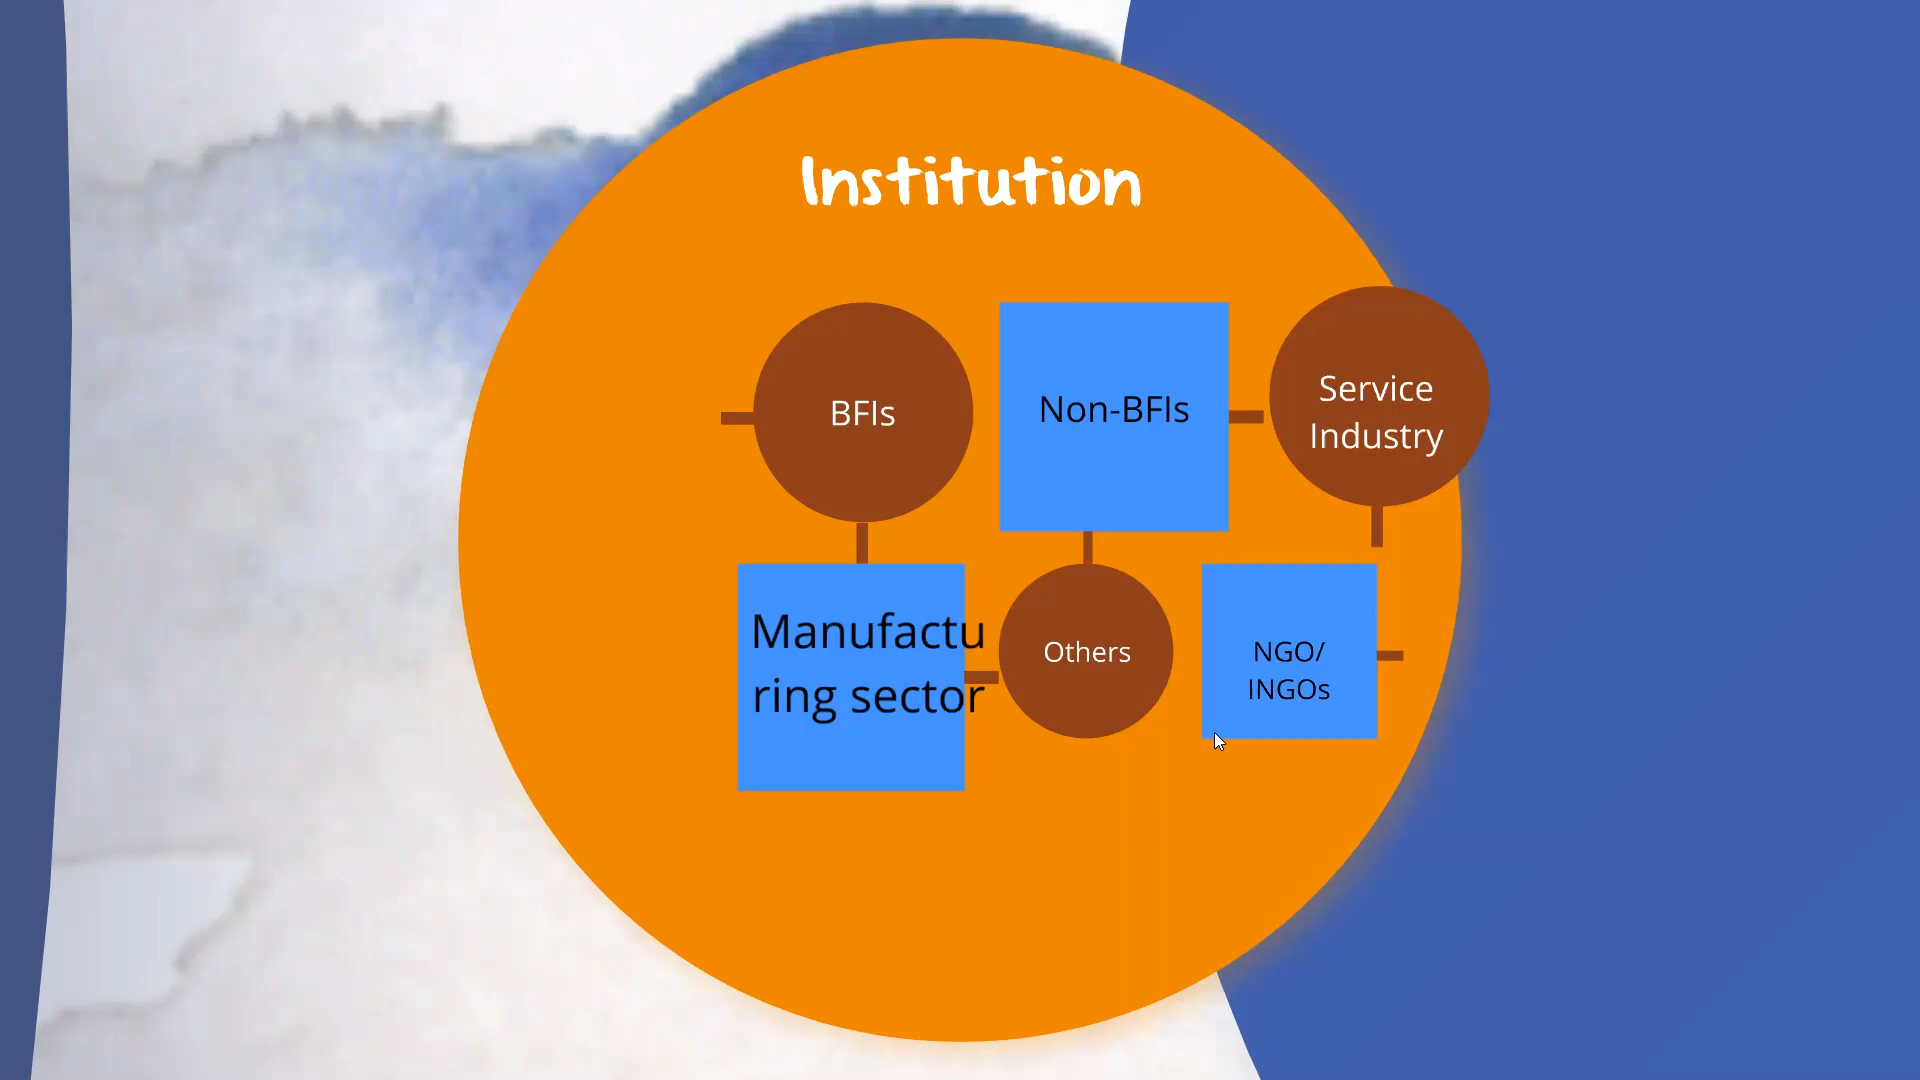 Institution
BFIs
Non-BFIs
Service
Industry
Manufactu
ring sector
Others
NGO/
INGOs